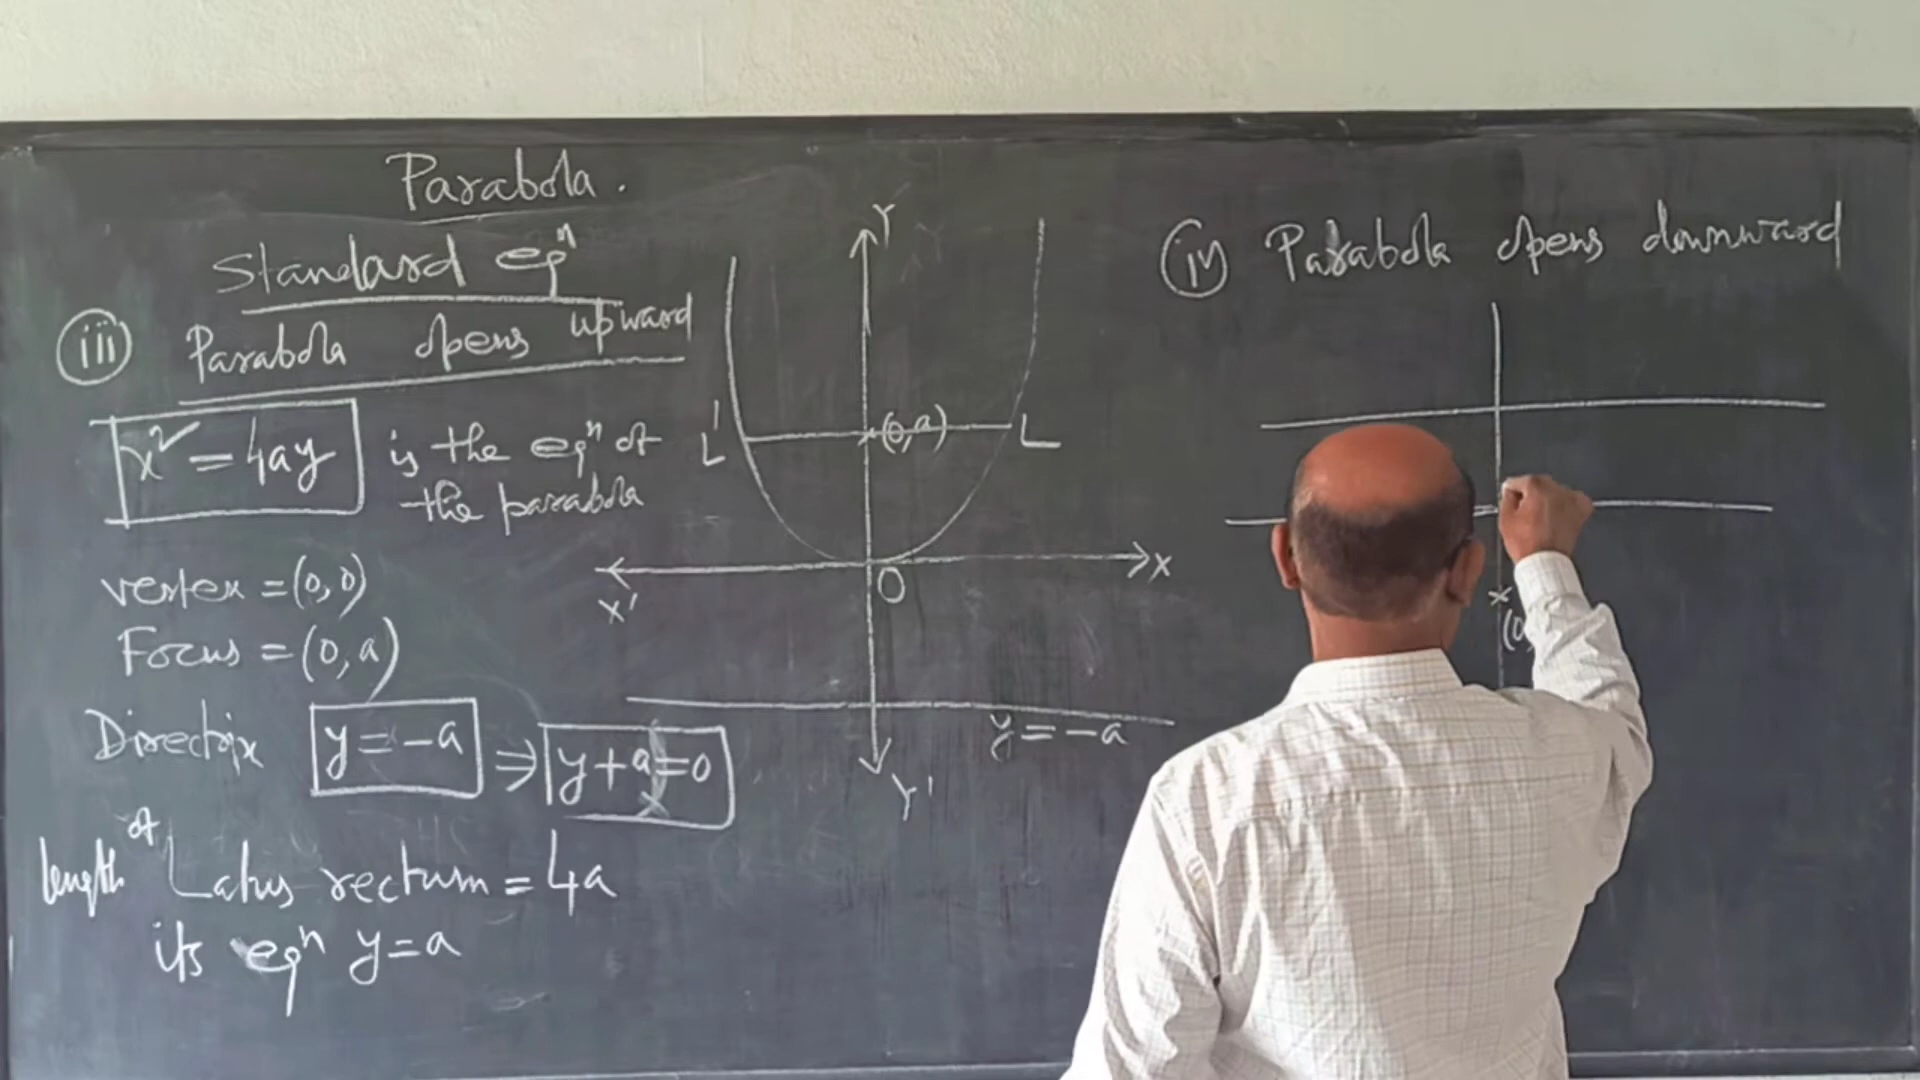 Parabola.
Standard eqⁿ
(iii) Parabola opens upward
x² = 4ay is the eqⁿ of
the parabola
vertex = (0, 0)
Focus = (0, a)
Directrix y = -a ⇒ y + a = 0
length of Latus rectum = 4a
its eqⁿ y = a
Y
L' (0, a) L
X' O X
y = -a
Y'
(iv) Parabola opens downward
(0